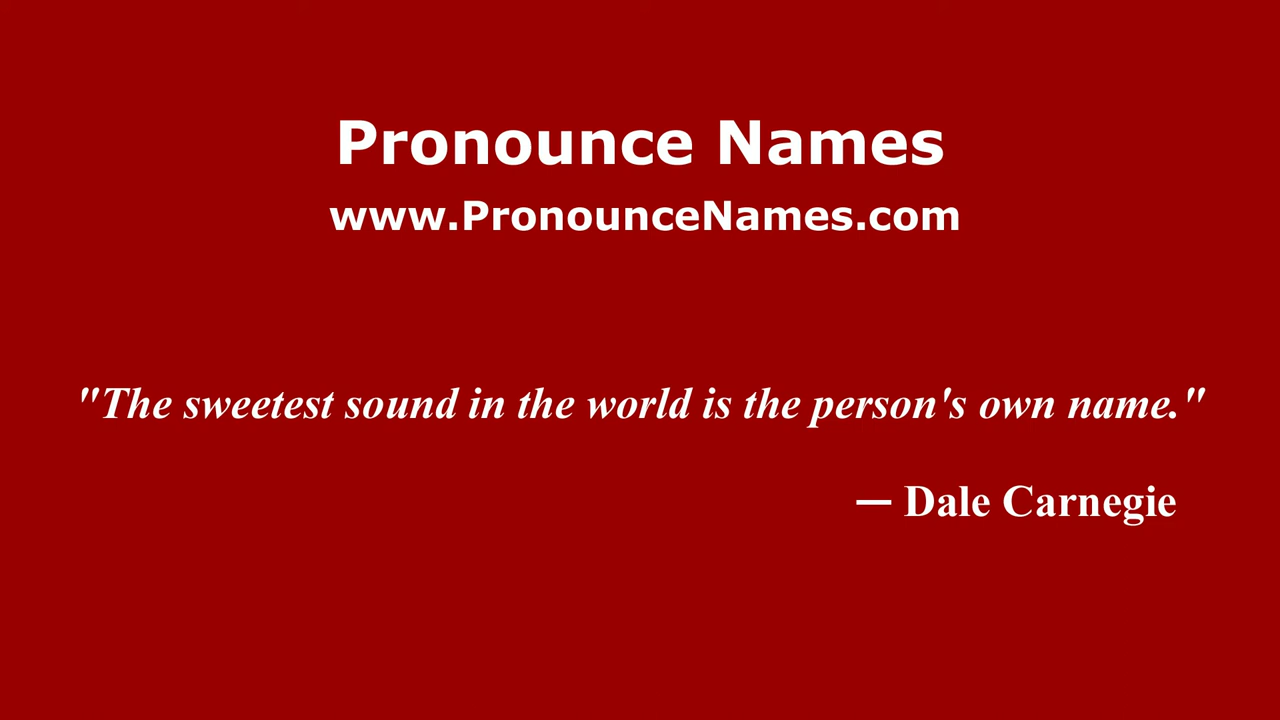 Pronounce Names
www.PronounceNames.com
"The sweetest sound in the world is the person's own name."
— Dale Carnegie